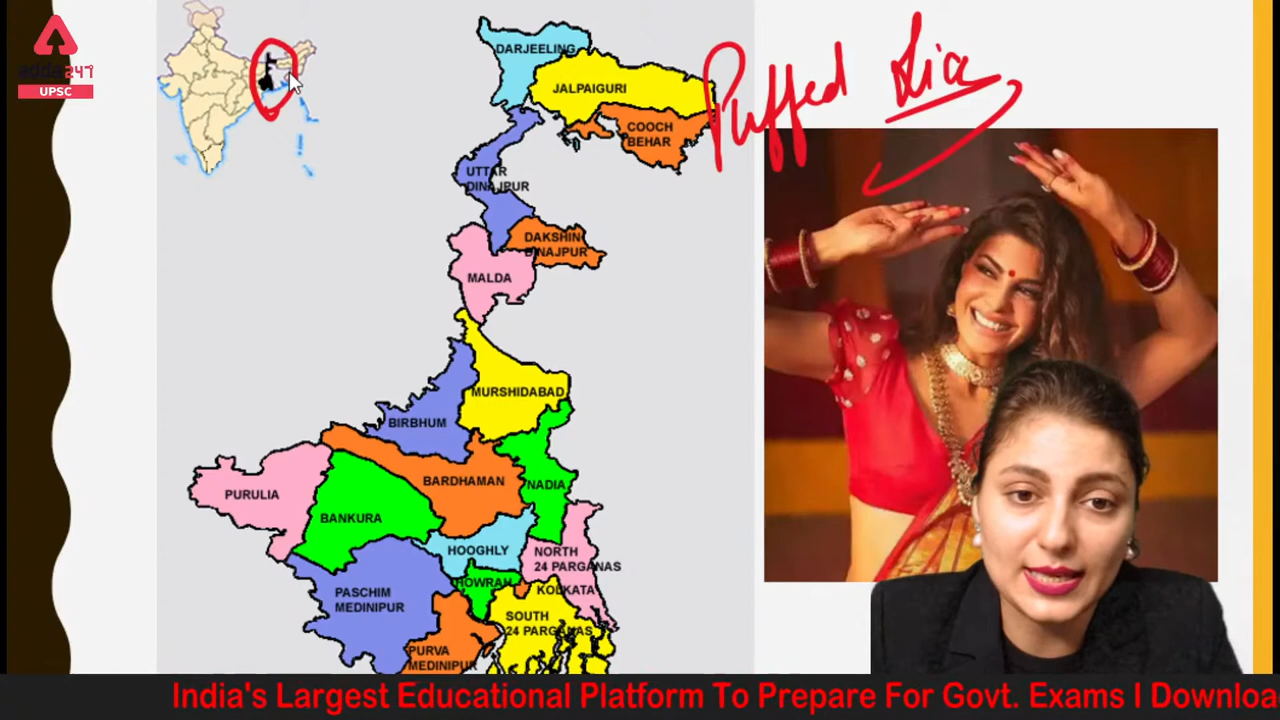 adda247
UPSC
DARJEELING
Puffed
JALPAIGURI
COOCH
BEHAR
UTTAR
DINAJPUR
DAKSHIN
DINAJPUR
MALDA
MURSHIDABAD
BIRBHUM
BARDHAMAN
NADIA
PURULIA
BANKURA
HOOGHLY
NORTH
24 PARGANAS
HOWRAH
KOLKATA
PASCHIM
MEDINIPUR
SOUTH
24 PARGANAS
PURVA
MEDINIPUR
India's Largest Educational Platform To Prepare For Govt. Exams I Downloa